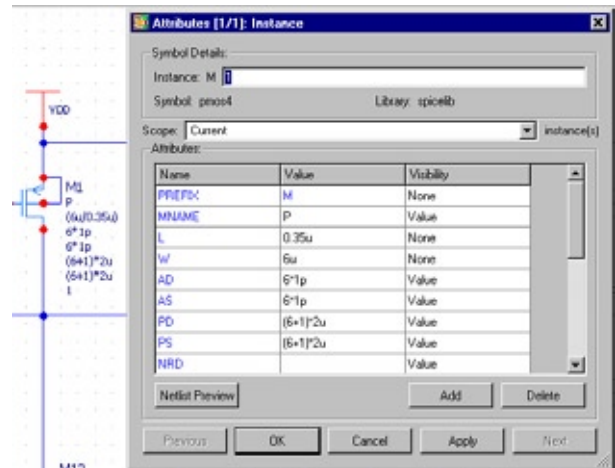 Attributes [1/1]: Instance
Symbol Details:
Instance: M 1
Symbol: pmos4 Library: spicelib
Scope: Current instance(s)
Attributes:
Name Value Visibility
PREFIX M None
MNAME P Value
L 0.35u None
W 6u None
AD 6*1p Value
AS 6*1p Value
PD (6+1)*2u Value
PS (6+1)*2u Value
NRD Value
Netlist Preview Add Delete
Previous OK Cancel Apply Next
VDD
M1
P
(6u/0.35u)
6*1p
6*1p
(6+1)*2u
(6+1)*2u
1